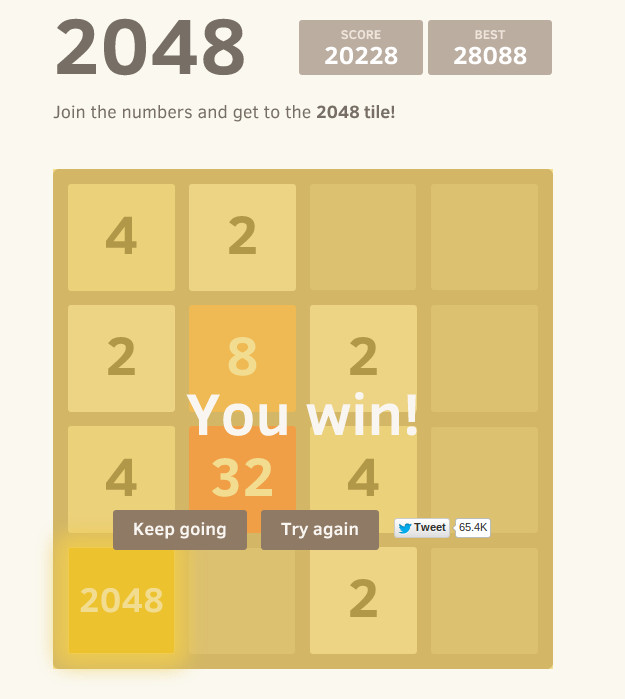 2048
SCORE
20228
BEST
28088
Join the numbers and get to the 2048 tile!
4 2
2 8 2
You win!
4 32 4
Keep going Try again Tweet 65.4K
2048 2